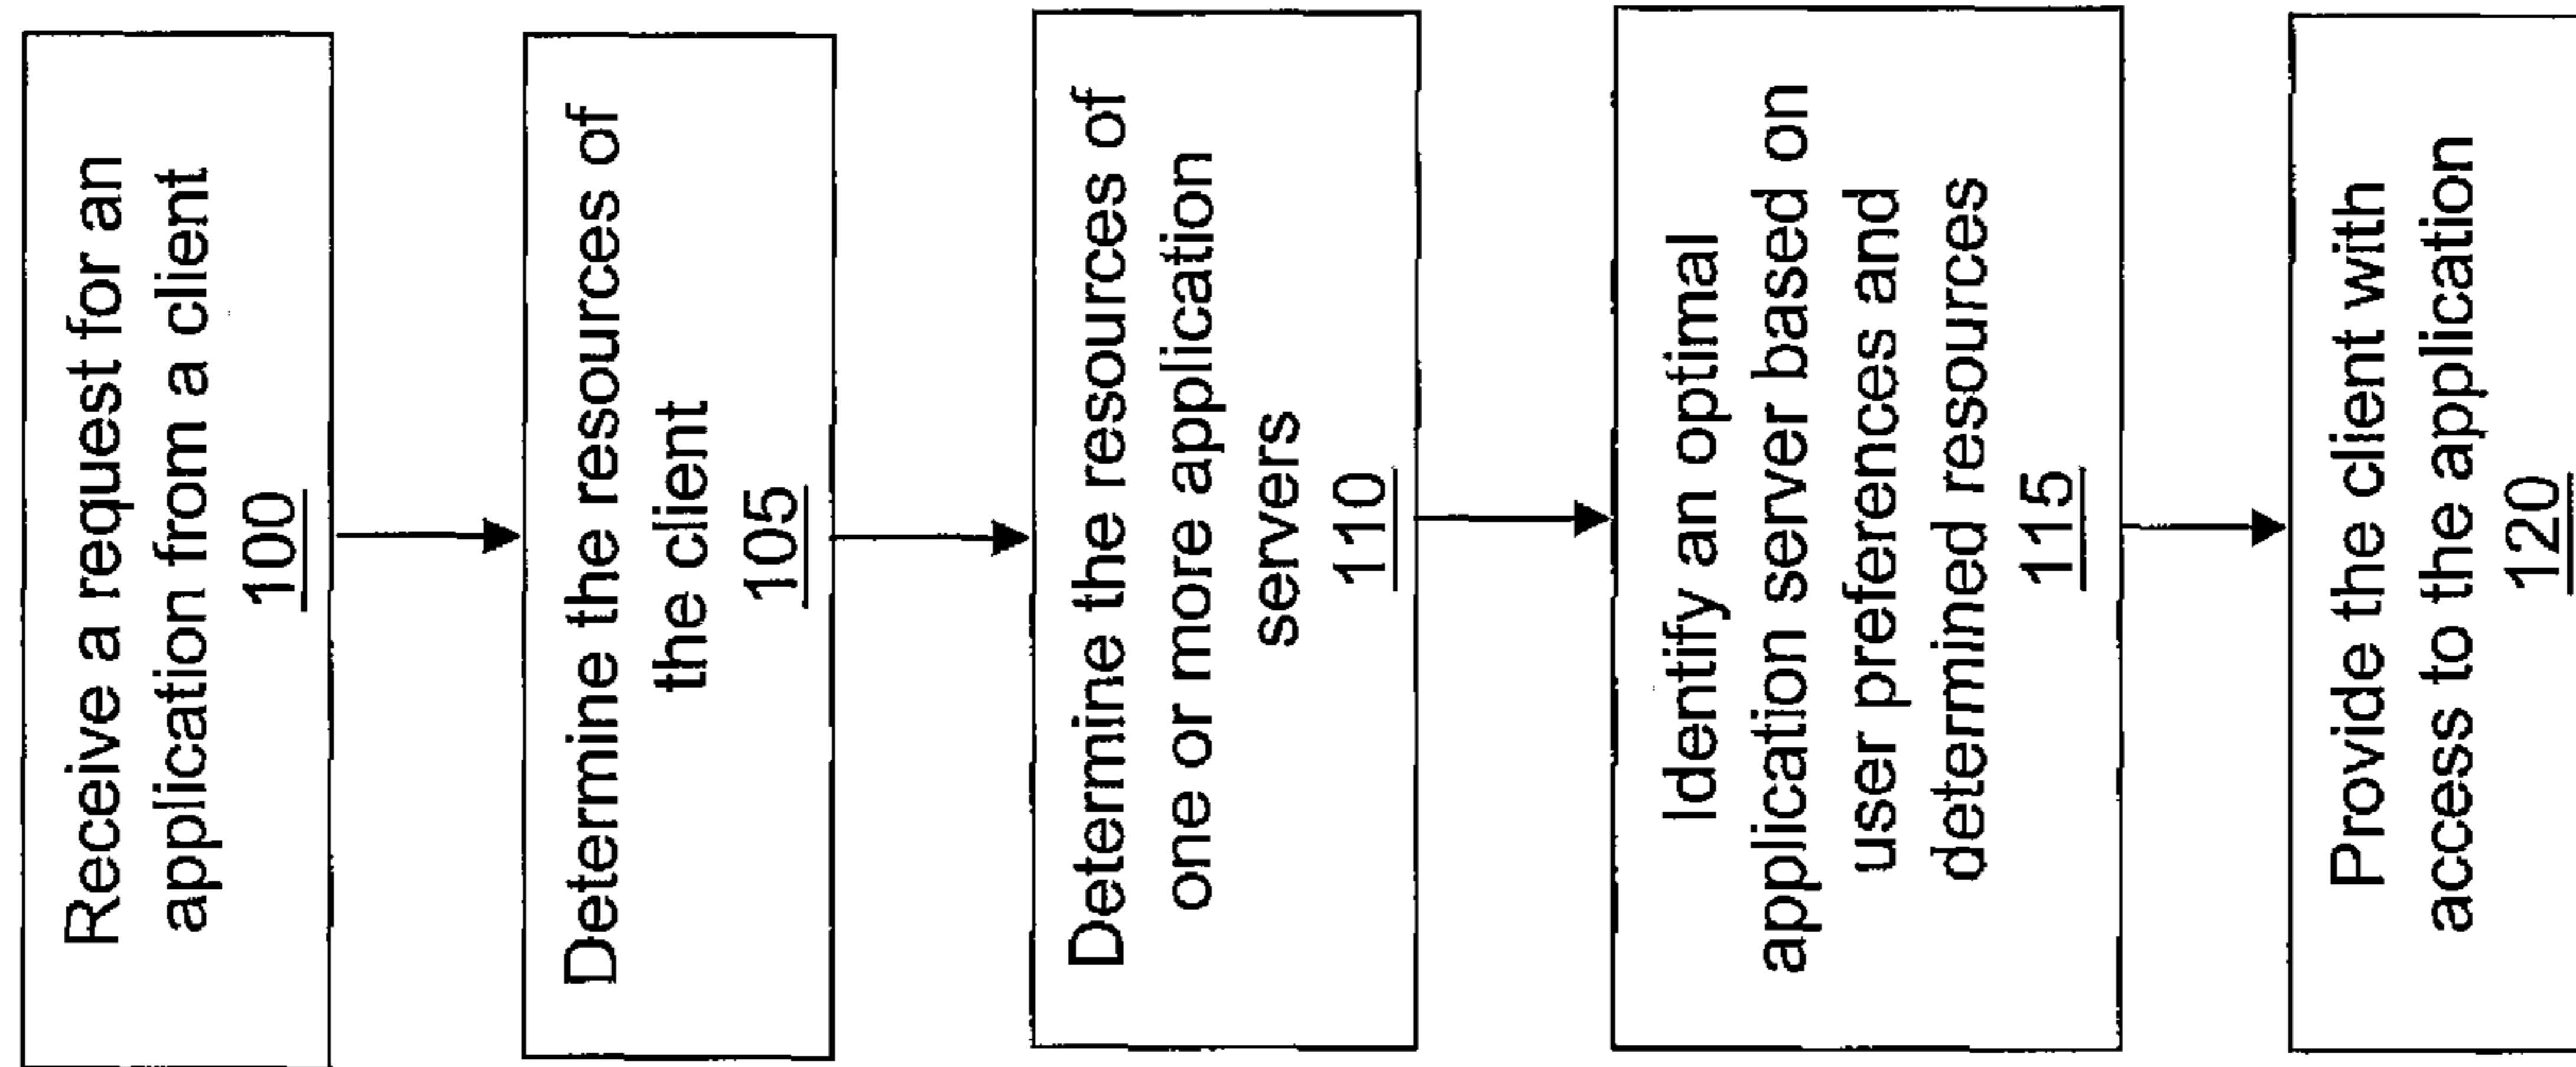 Receive a request for an
application from a client
100
Determine the resources of
the client
105
Determine the resources of
one or more application
servers
110
Identify an optimal
application server based on
user preferences and
determined resources
115
Provide the client with
access to the application
120